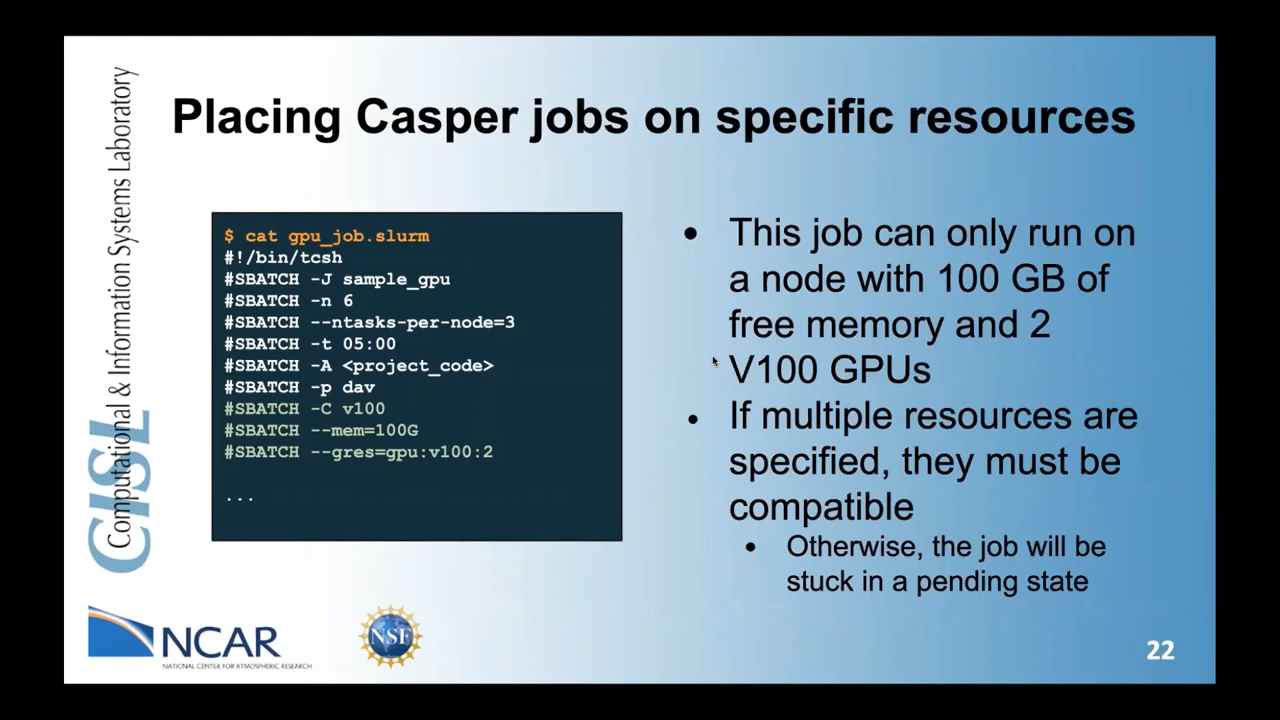 Placing Casper jobs on specific resources
Computational & Information Systems Laboratory
CISL
$ cat gpu_job.slurm
#!/bin/tcsh
#SBATCH -J sample_gpu
#SBATCH -n 6
#SBATCH --ntasks-per-node=3
#SBATCH -t 05:00
#SBATCH -A <project_code>
#SBATCH -p dav
#SBATCH -C v100
#SBATCH --mem=100G
#SBATCH --gres=gpu:v100:2
...
• This job can only run on
a node with 100 GB of
free memory and 2
V100 GPUs
• If multiple resources are
specified, they must be
compatible
• Otherwise, the job will be
stuck in a pending state
NCAR
NATIONAL CENTER FOR ATMOSPHERIC RESEARCH
NSF
22